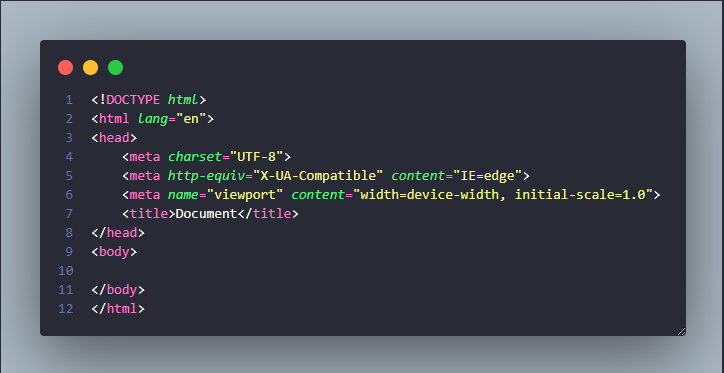 1 <!DOCTYPE html>
2 <html lang="en">
3 <head>
4     <meta charset="UTF-8">
5     <meta http-equiv="X-UA-Compatible" content="IE=edge">
6     <meta name="viewport" content="width=device-width, initial-scale=1.0">
7     <title>Document</title>
8 </head>
9 <body>
10
11 </body>
12 </html>